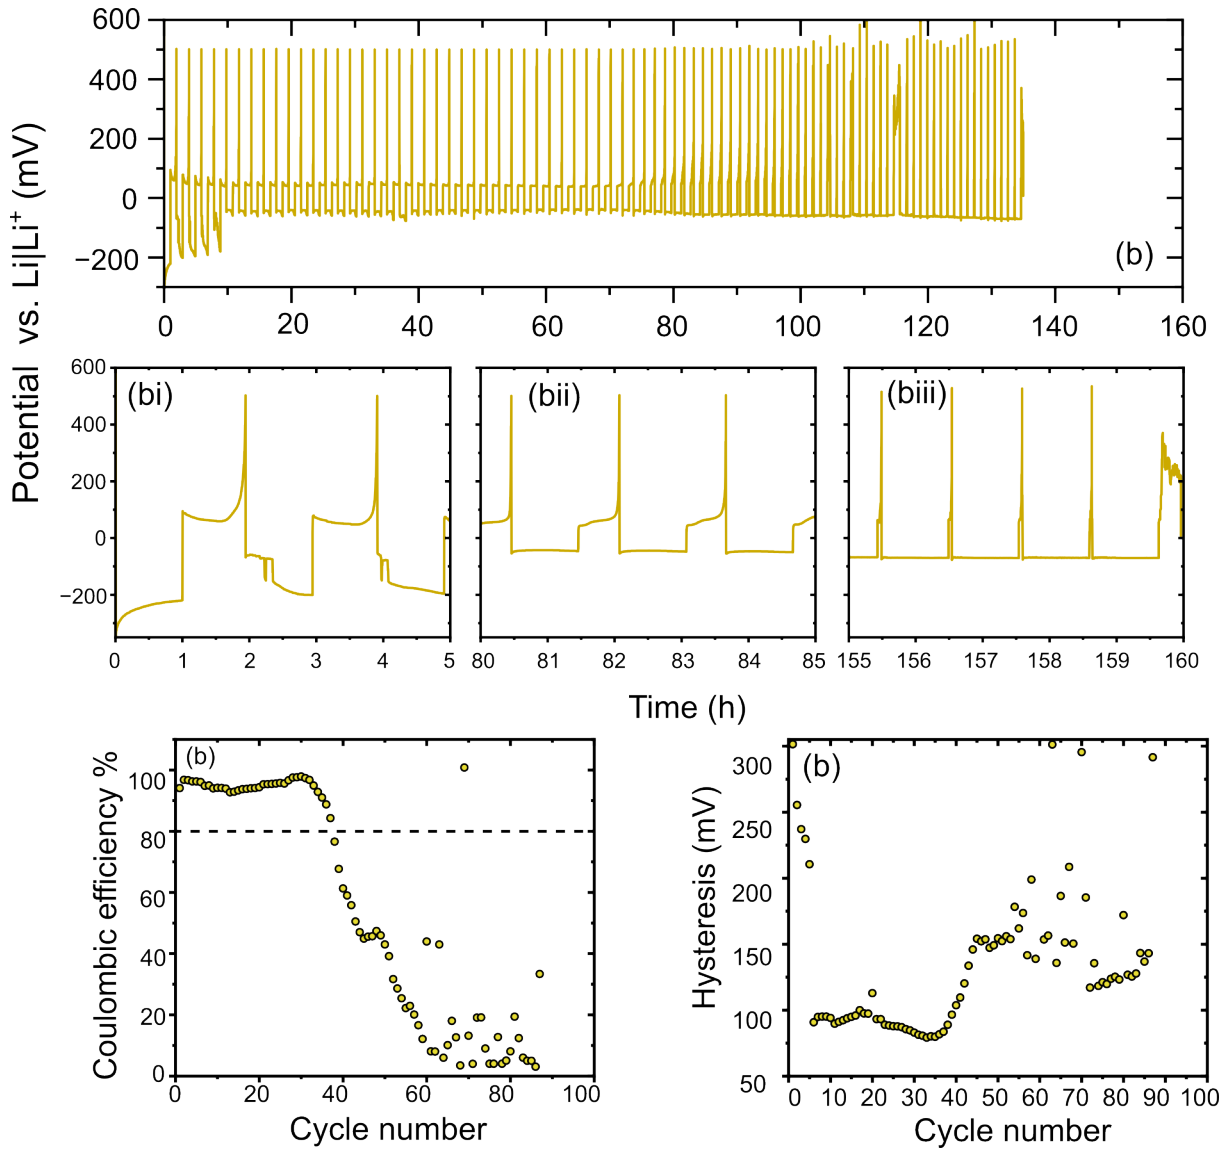 Potential vs. Li|Li⁺ (mV)
600
400
200
0
−200
(b)
0 20 40 60 80 100 120 140 160
600
400
200
0
−200
(bi)
(bii)
(biii)
0 1 2 3 4 5
80 81 82 83 84 85
155 156 157 158 159 160
Time (h)
Coulombic efficiency %
(b)
100
80
60
40
20
0
0 20 40 60 80 100
Cycle number
Hysteresis (mV)
(b)
300
250
200
150
100
50
0 10 20 30 40 50 60 70 80 90 100
Cycle number